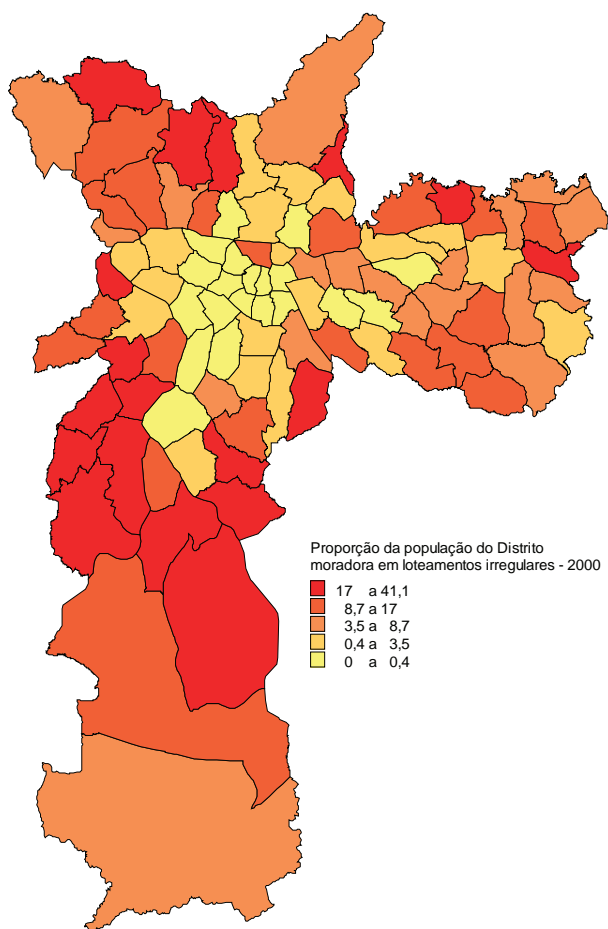 Proporção da população do Distrito
moradora em loteamentos irregulares - 2000
17 a 41,1
8,7 a 17
3,5 a 8,7
0,4 a 3,5
0 a 0,4